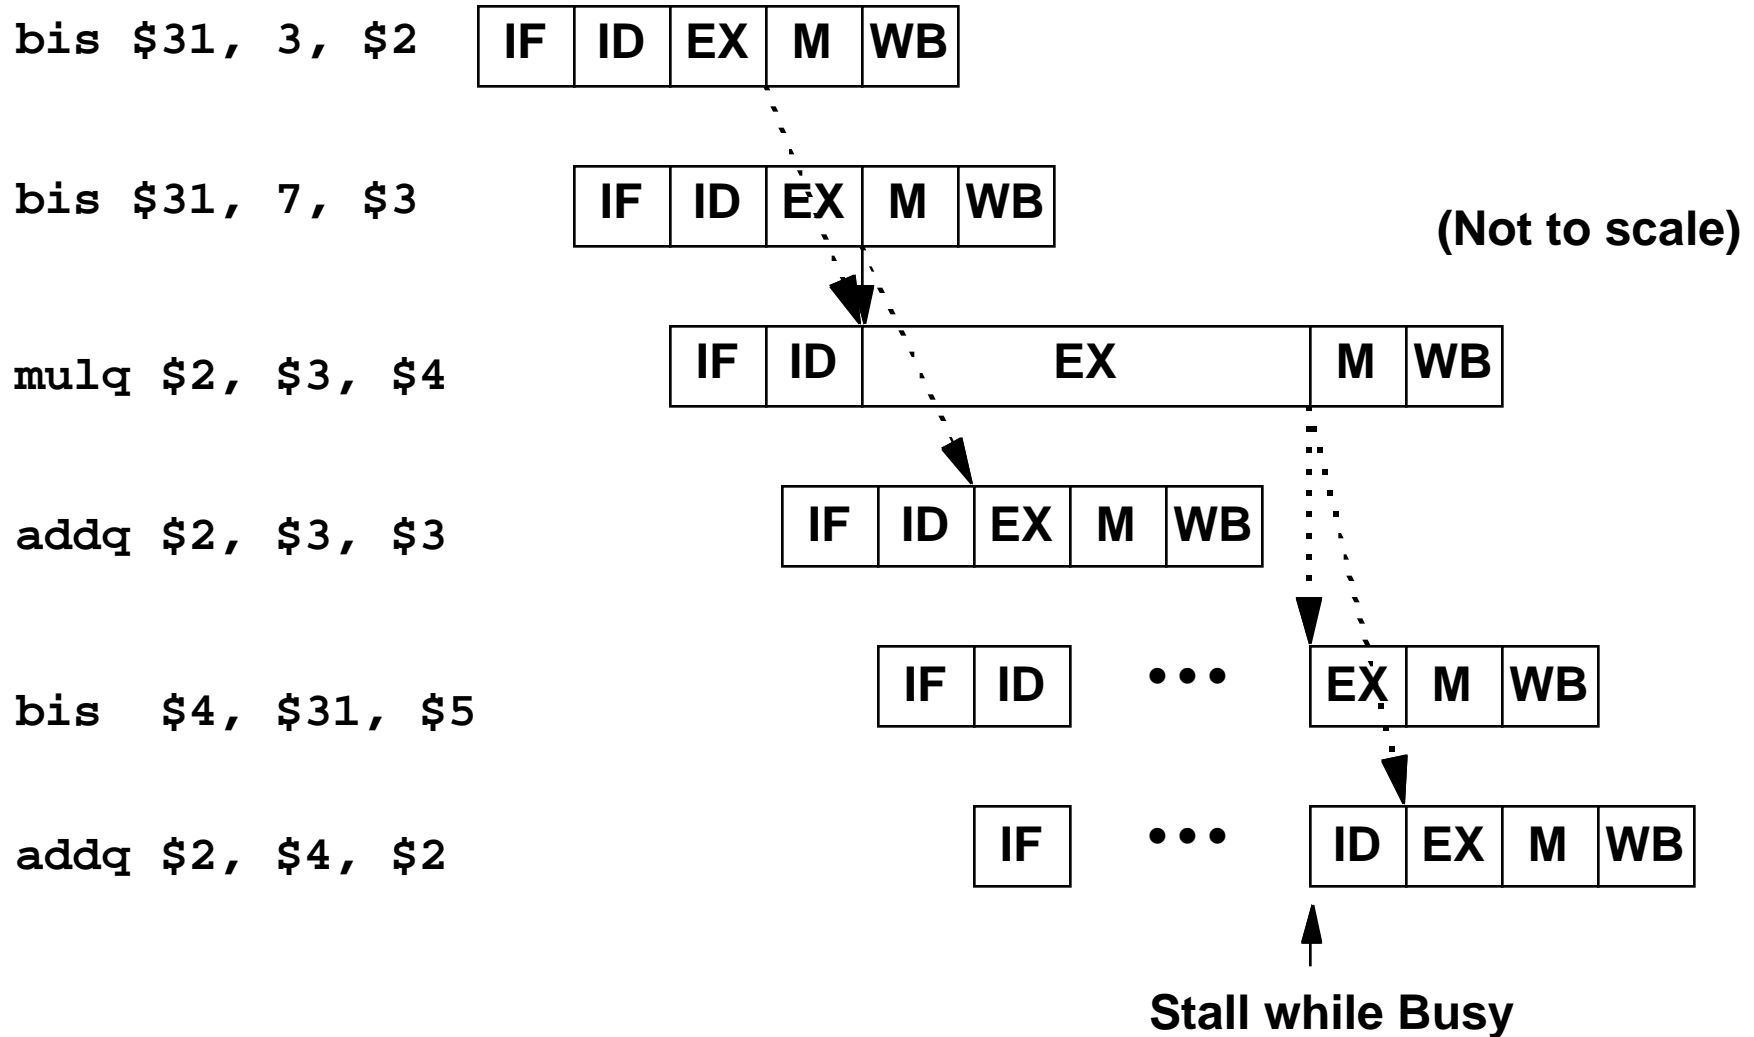 bis $31, 3, $2 IF ID EX M WB
bis $31, 7, $3 IF ID EX M WB
(Not to scale)
mulq $2, $3, $4 IF ID EX M WB
addq $2, $3, $3 IF ID EX M WB
bis $4, $31, $5 IF ID ••• EX M WB
addq $2, $4, $2 IF ••• ID EX M WB
Stall while Busy